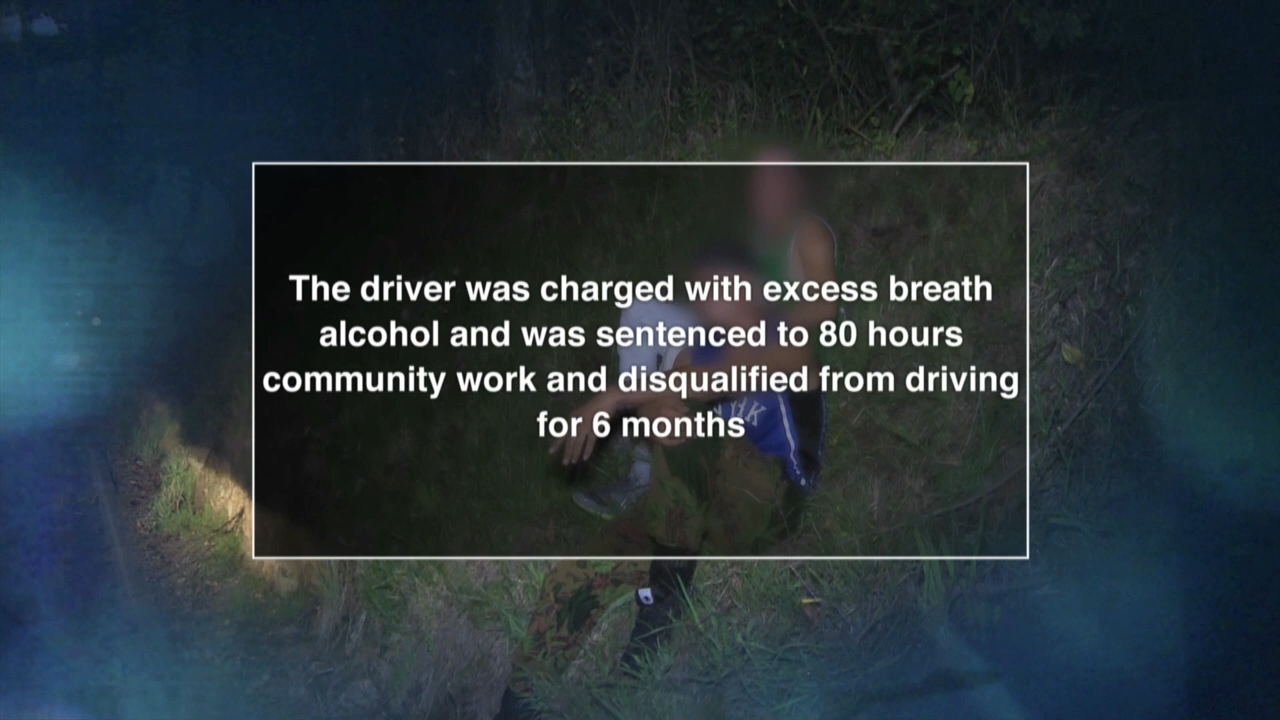 The driver was charged with excess breath
alcohol and was sentenced to 80 hours
community work and disqualified from driving
for 6 months